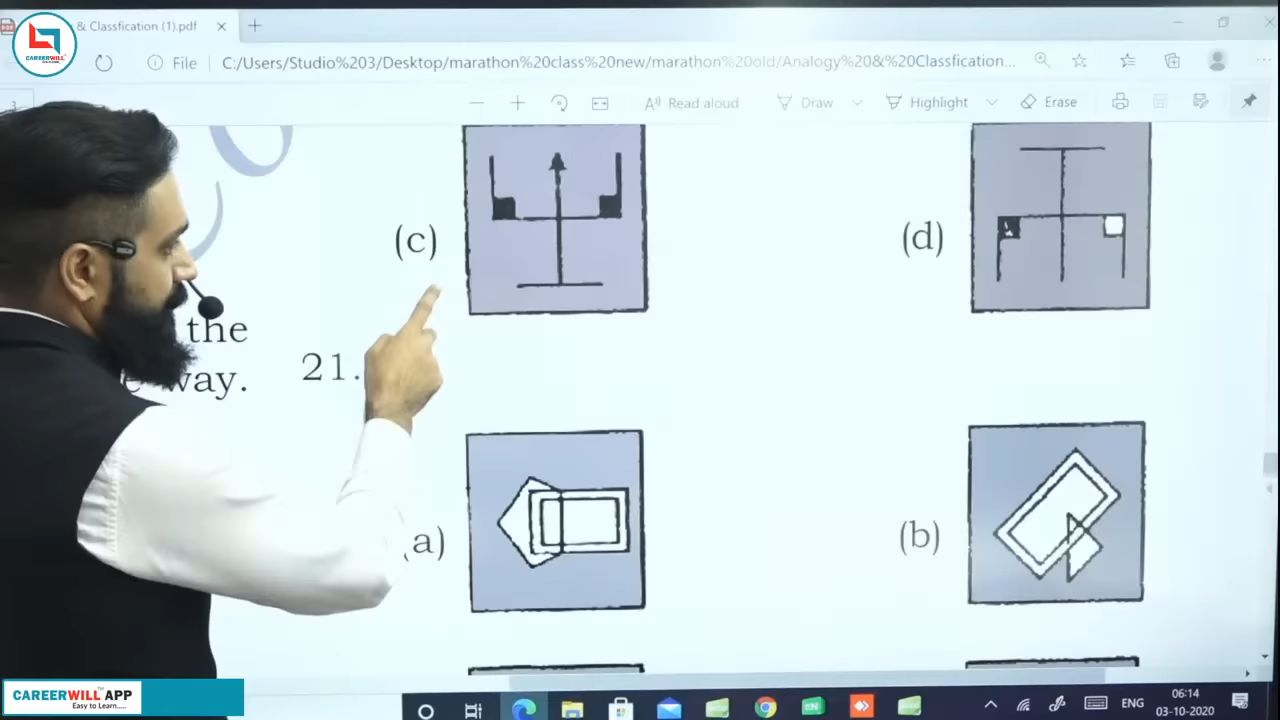 & Classfication (1).pdf
CAREERWILL
File
C:/Users/Studio%203/Desktop/marathon%20class%20new/marathon%20old/Analogy%20&%20Classfication...
Read aloud
Draw
Highlight
Erase
(c)
(d)
the
way.
21.
a)
(b)
CAREERWILL APP
Easy to Learn.....
ENG
06:14
03-10-2020